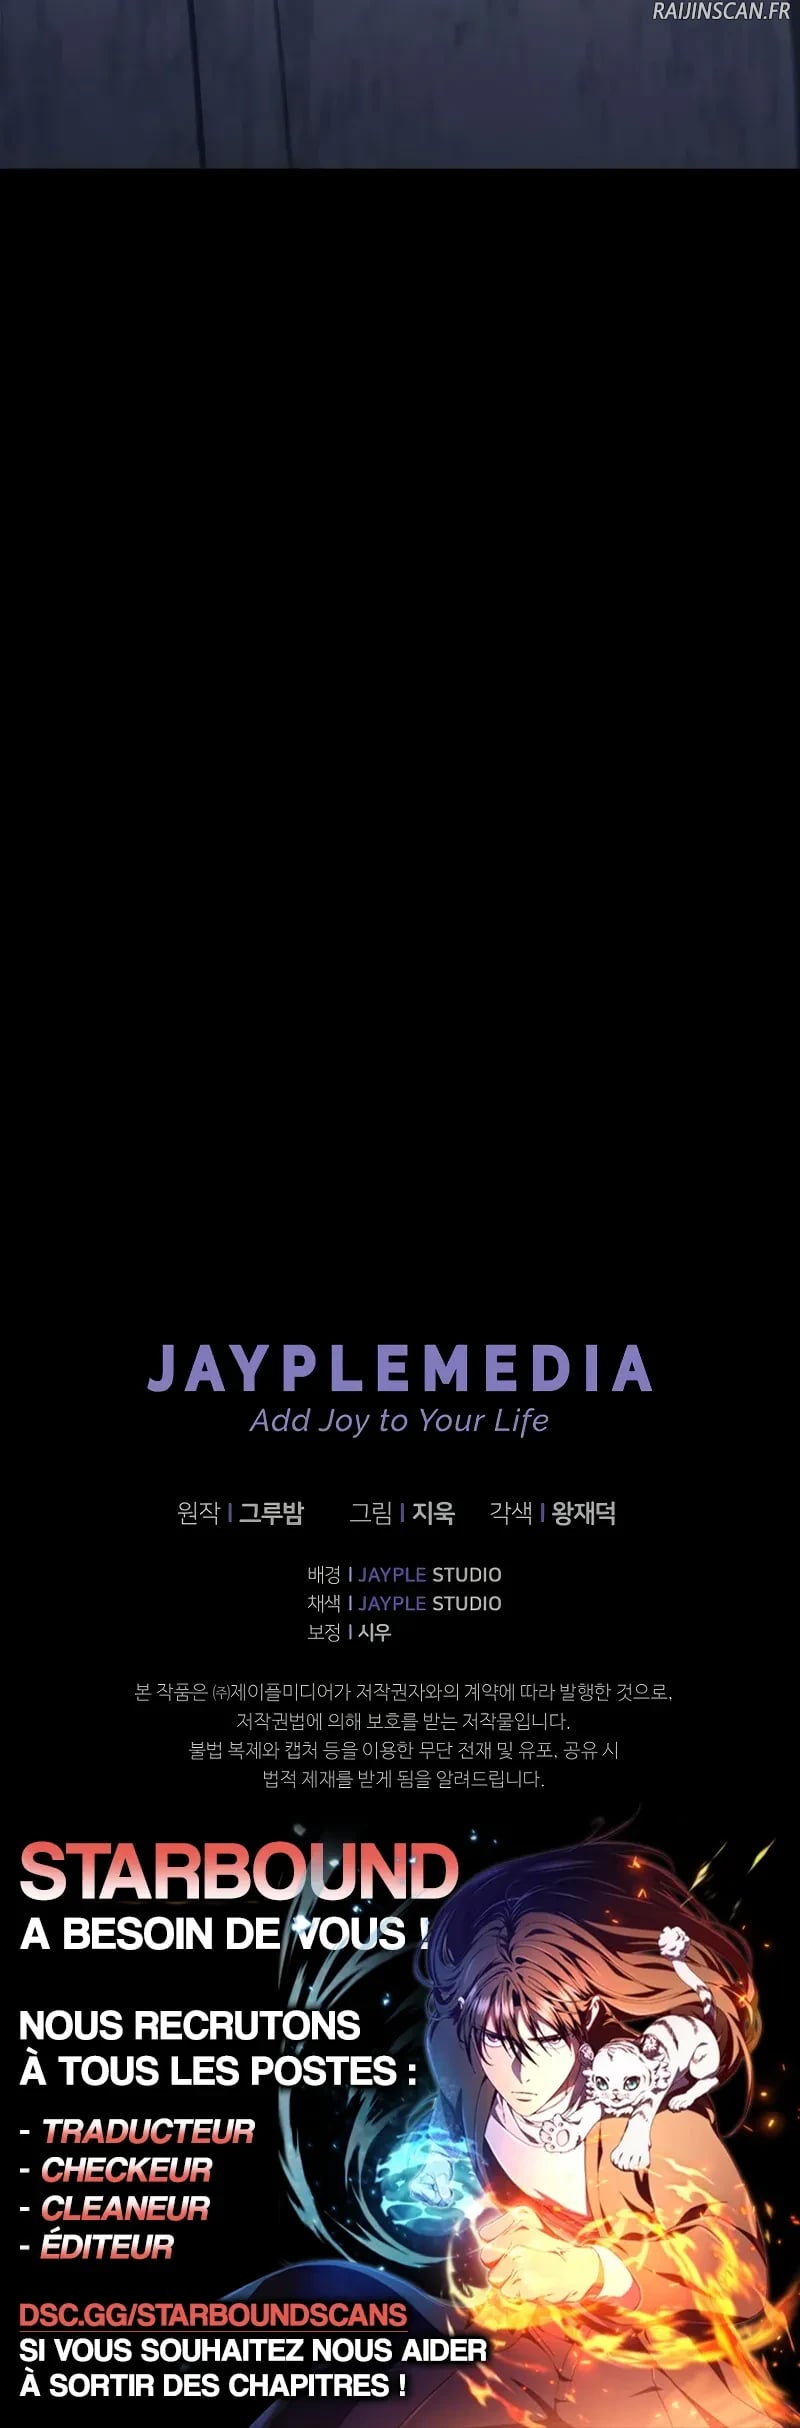 RAIJINSCAN.FR
JAYPLEMEDIA
Add Joy to Your Life
원작 | 그루밤 그림 | 지욱 각색 | 왕재덕
배경 | JAYPLE STUDIO
채색 | JAYPLE STUDIO
보정 | 시우
본 작품은 ㈜제이플미디어가 저작권자와의 계약에 따라 발행한 것으로,
저작권법에 의해 보호를 받는 저작물입니다.
불법 복제와 캡처 등을 이용한 무단 전재 및 유포, 공유 시
법적 제재를 받게 됨을 알려드립니다.
STARBOUND
A BESOIN DE VOUS !
NOUS RECRUTONS
À TOUS LES POSTES :
- TRADUCTEUR
- CHECKEUR
- CLEANEUR
- ÉDITEUR
DSC.GG/STARBOUNDSCANS
SI VOUS SOUHAITEZ NOUS AIDER
À SORTIR DES CHAPITRES !